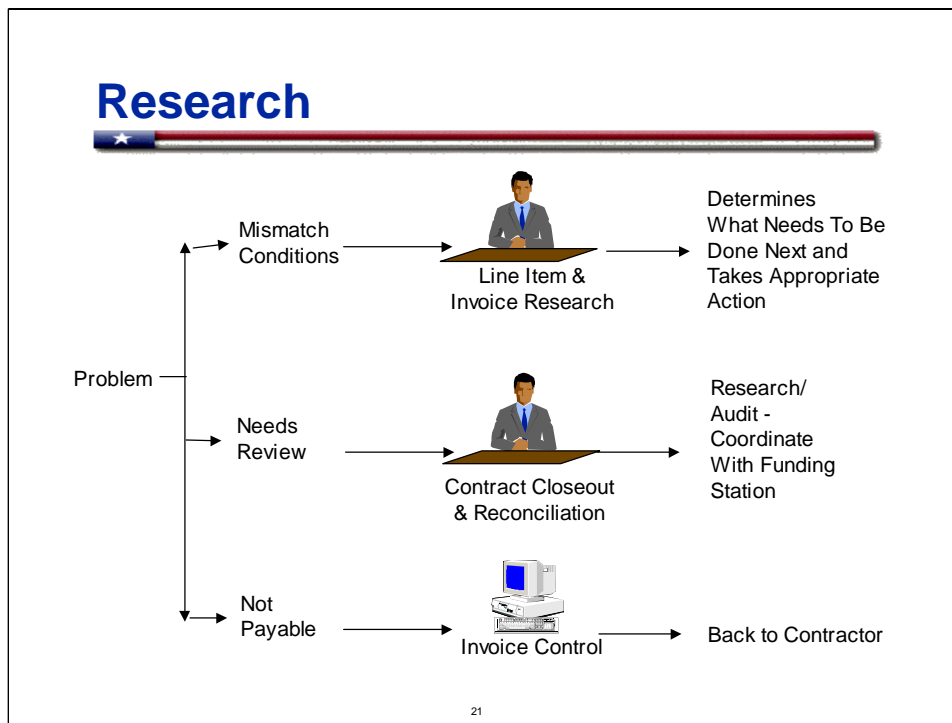 Research
Problem
Mismatch
Conditions
Line Item &
Invoice Research
Determines
What Needs To Be
Done Next and
Takes Appropriate
Action
Needs
Review
Contract Closeout
& Reconciliation
Research/
Audit -
Coordinate
With Funding
Station
Not
Payable
Invoice Control
Back to Contractor
21